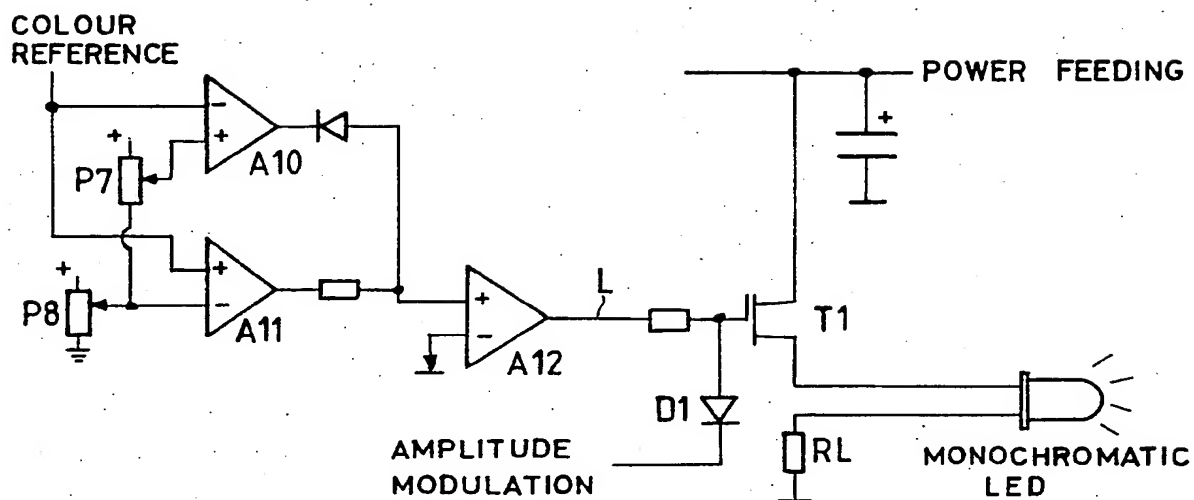 COLOUR
REFERENCE
POWER FEEDING
−
+
A10
+
P7
+
P8
+
−
A11
+
−
A12
L
T1
+
D1
RL
AMPLITUDE
MODULATION
MONOCHROMATIC
LED